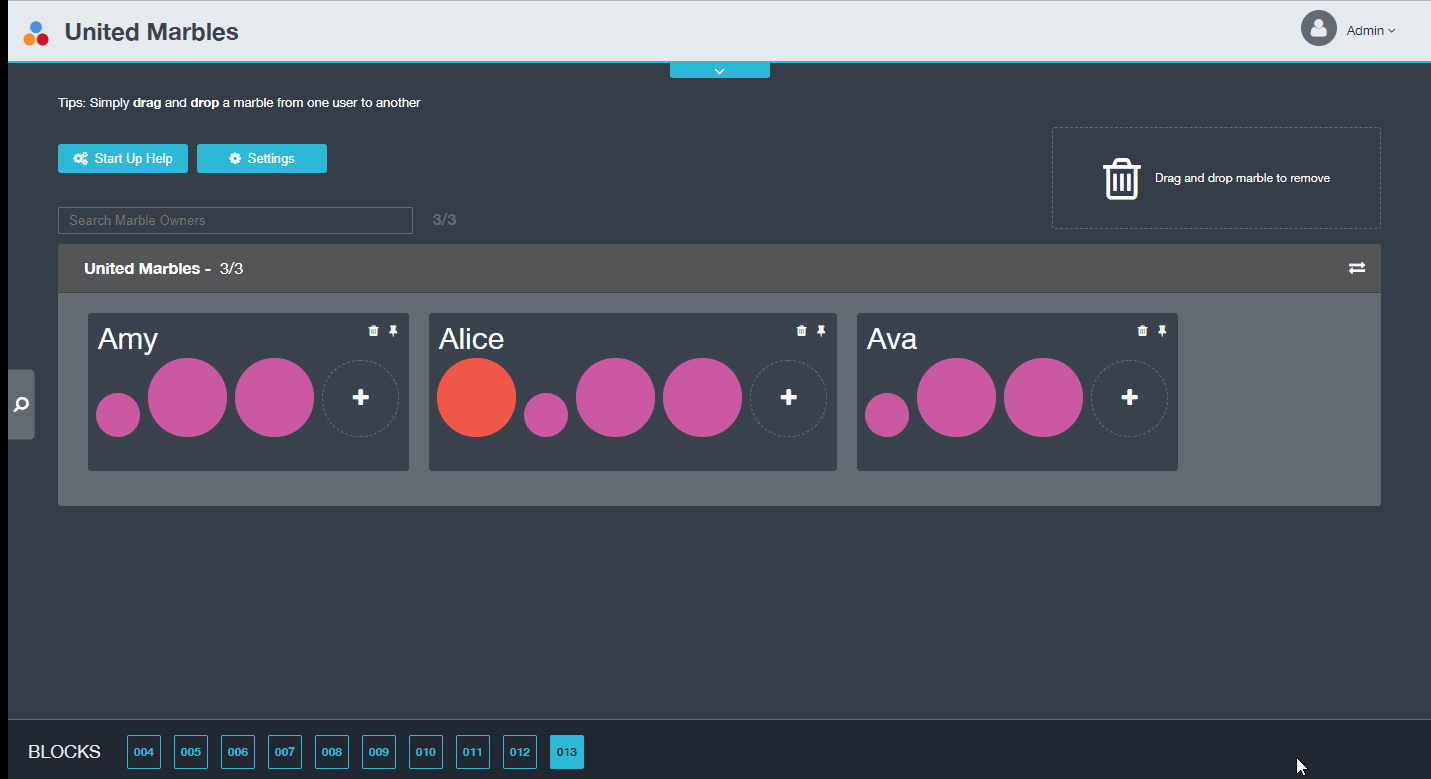 United Marbles
Admin
Tips: Simply drag and drop a marble from one user to another
Start Up Help
Settings
Drag and drop marble to remove
Search Marble Owners
3/3
United Marbles - 3/3
Amy
Alice
Ava
BLOCKS
004 005 006 007 008 009 010 011 012 013